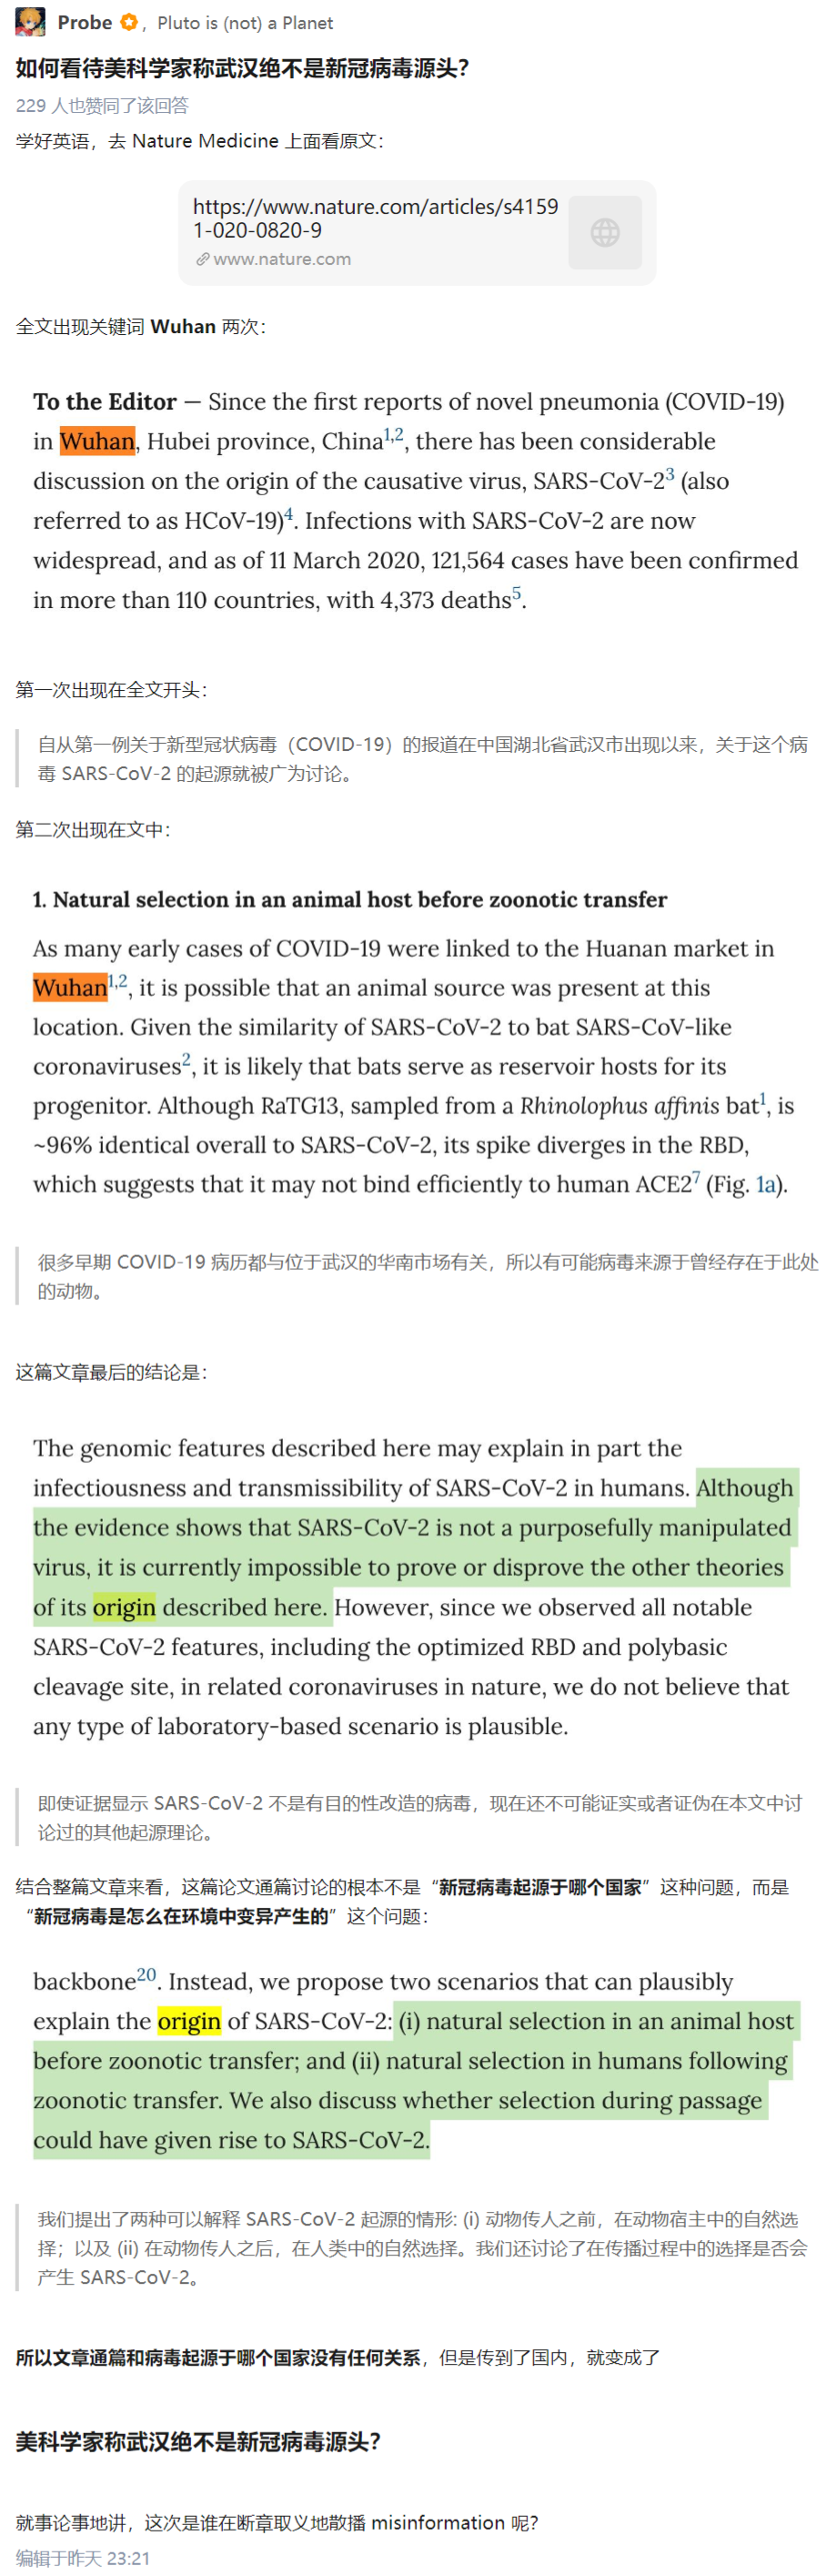 Probe , Pluto is (not) a Planet
如何看待美科学家称武汉绝不是新冠病毒源头？
229 人也赞同了该回答
学好英语，去 Nature Medicine 上面看原文：
https://www.nature.com/articles/s4159
1-020-0820-9
www.nature.com
全文出现关键词 Wuhan 两次：
To the Editor — Since the first reports of novel pneumonia (COVID-19)
in Wuhan, Hubei province, China1,2, there has been considerable
discussion on the origin of the causative virus, SARS-CoV-23 (also
referred to as HCoV-19)4. Infections with SARS-CoV-2 are now
widespread, and as of 11 March 2020, 121,564 cases have been confirmed
in more than 110 countries, with 4,373 deaths5.
第一次出现在全文开头：
自从第一例关于新型冠状病毒（COVID-19）的报道在中国湖北省武汉市出现以来，关于这个病
毒 SARS-CoV-2 的起源就被广为讨论。
第二次出现在文中：
1. Natural selection in an animal host before zoonotic transfer
As many early cases of COVID-19 were linked to the Huanan market in
Wuhan1,2, it is possible that an animal source was present at this
location. Given the similarity of SARS-CoV-2 to bat SARS-CoV-like
coronaviruses2, it is likely that bats serve as reservoir hosts for its
progenitor. Although RaTG13, sampled from a Rhinolophus affinis bat1, is
~96% identical overall to SARS-CoV-2, its spike diverges in the RBD,
which suggests that it may not bind efficiently to human ACE27 (Fig. 1a).
很多早期 COVID-19 病历都与位于武汉的华南市场有关，所以有可能病毒来源于曾经存在于此处
的动物。
这篇文章最后的结论是：
The genomic features described here may explain in part the
infectiousness and transmissibility of SARS-CoV-2 in humans. Although
the evidence shows that SARS-CoV-2 is not a purposefully manipulated
virus, it is currently impossible to prove or disprove the other theories
of its origin described here. However, since we observed all notable
SARS-CoV-2 features, including the optimized RBD and polybasic
cleavage site, in related coronaviruses in nature, we do not believe that
any type of laboratory-based scenario is plausible.
即使证据显示 SARS-CoV-2 不是有目的性改造的病毒，现在还不可能证实或者证伪在本文中讨
论过的其他起源理论。
结合整篇文章来看，这篇论文通篇讨论的根本不是“新冠病毒起源于哪个国家”这种问题，而是
“新冠病毒是怎么在环境中变异产生的”这个问题：
backbone20. Instead, we propose two scenarios that can plausibly
explain the origin of SARS-CoV-2: (i) natural selection in an animal host
before zoonotic transfer; and (ii) natural selection in humans following
zoonotic transfer. We also discuss whether selection during passage
could have given rise to SARS-CoV-2.
我们提出了两种可以解释 SARS-CoV-2 起源的情形: (i) 动物传人之前，在动物宿主中的自然选
择；以及 (ii) 在动物传人之后，在人类中的自然选择。我们还讨论了在传播过程中的选择是否会
产生 SARS-CoV-2。
所以文章通篇和病毒起源于哪个国家没有任何关系，但是传到了国内，就变成了
美科学家称武汉绝不是新冠病毒源头？
就事论事地讲，这次是谁在断章取义地散播 misinformation 呢？
编辑于昨天 23:21